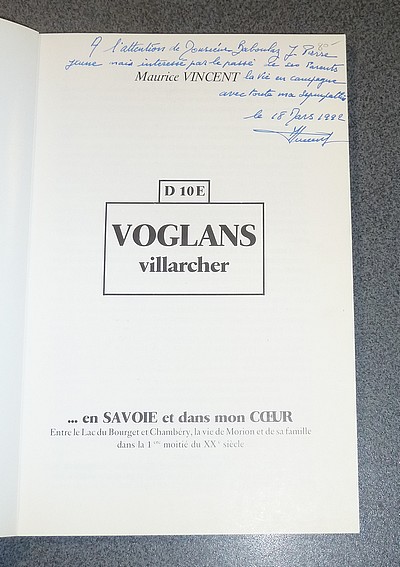 A l'attention de Monsieur Baboulaz J. Pierre
jeune mais intéressé par le passé de ses Parents
Maurice VINCENT la vie en campagne
avec toute ma sympathie
le 18 Mars 1992
Vincent
D 10 E
VOGLANS
villarcher
... en SAVOIE et dans mon CŒUR
Entre le Lac du Bourget et Chambéry, la vie de Morion et de sa famille
dans la 1ère moitié du XXe siècle